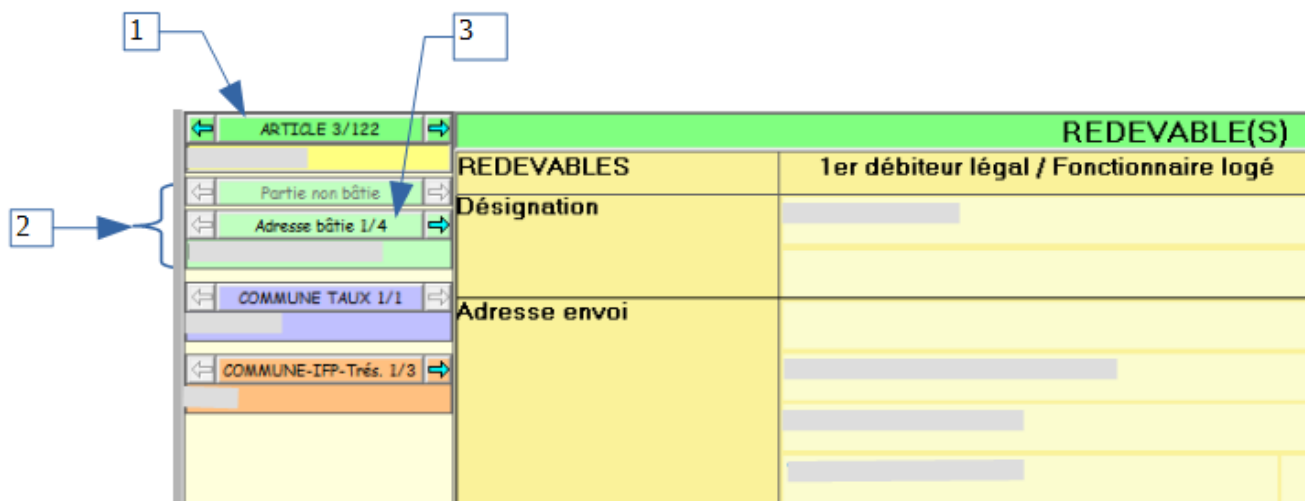 1
3
ARTICLE 3/122
REDEVABLE(S)
REDEVABLES
1er débiteur légal / Fonctionnaire logé
Partie non bâtie
2
Adresse bâtie 1/4
Désignation
COMMUNE TAUX 1/1
Adresse envoi
COMMUNE-IFP-Trés. 1/3